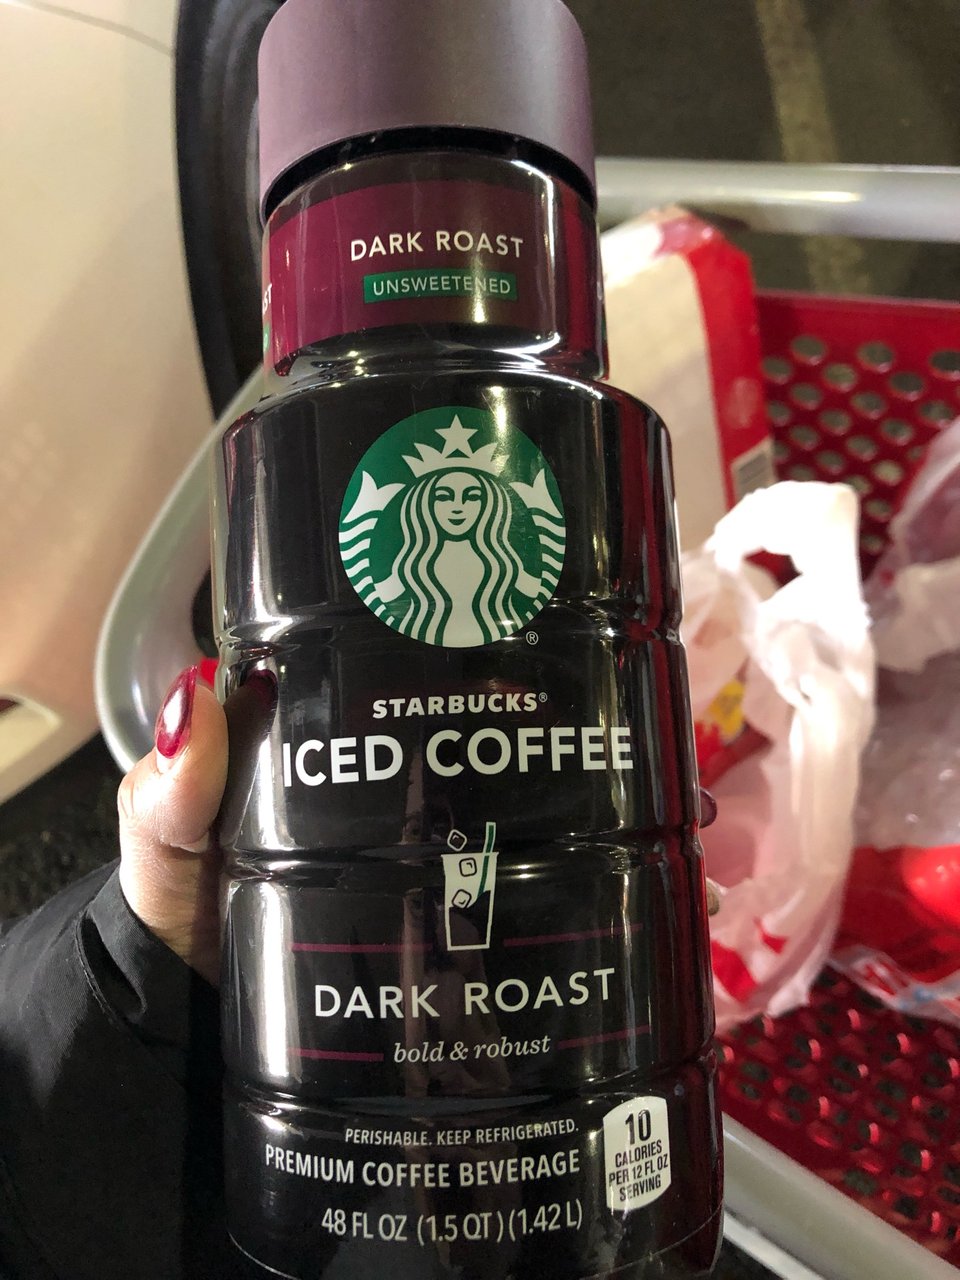 DARK ROAST
UNSWEETENED
®
STARBUCKS®
ICED COFFEE
DARK ROAST
bold & robust
PERISHABLE. KEEP REFRIGERATED.
PREMIUM COFFEE BEVERAGE
48 FL OZ (1.5 QT) (1.42 L)
10
CALORIES
PER 12 FL OZ
SERVING